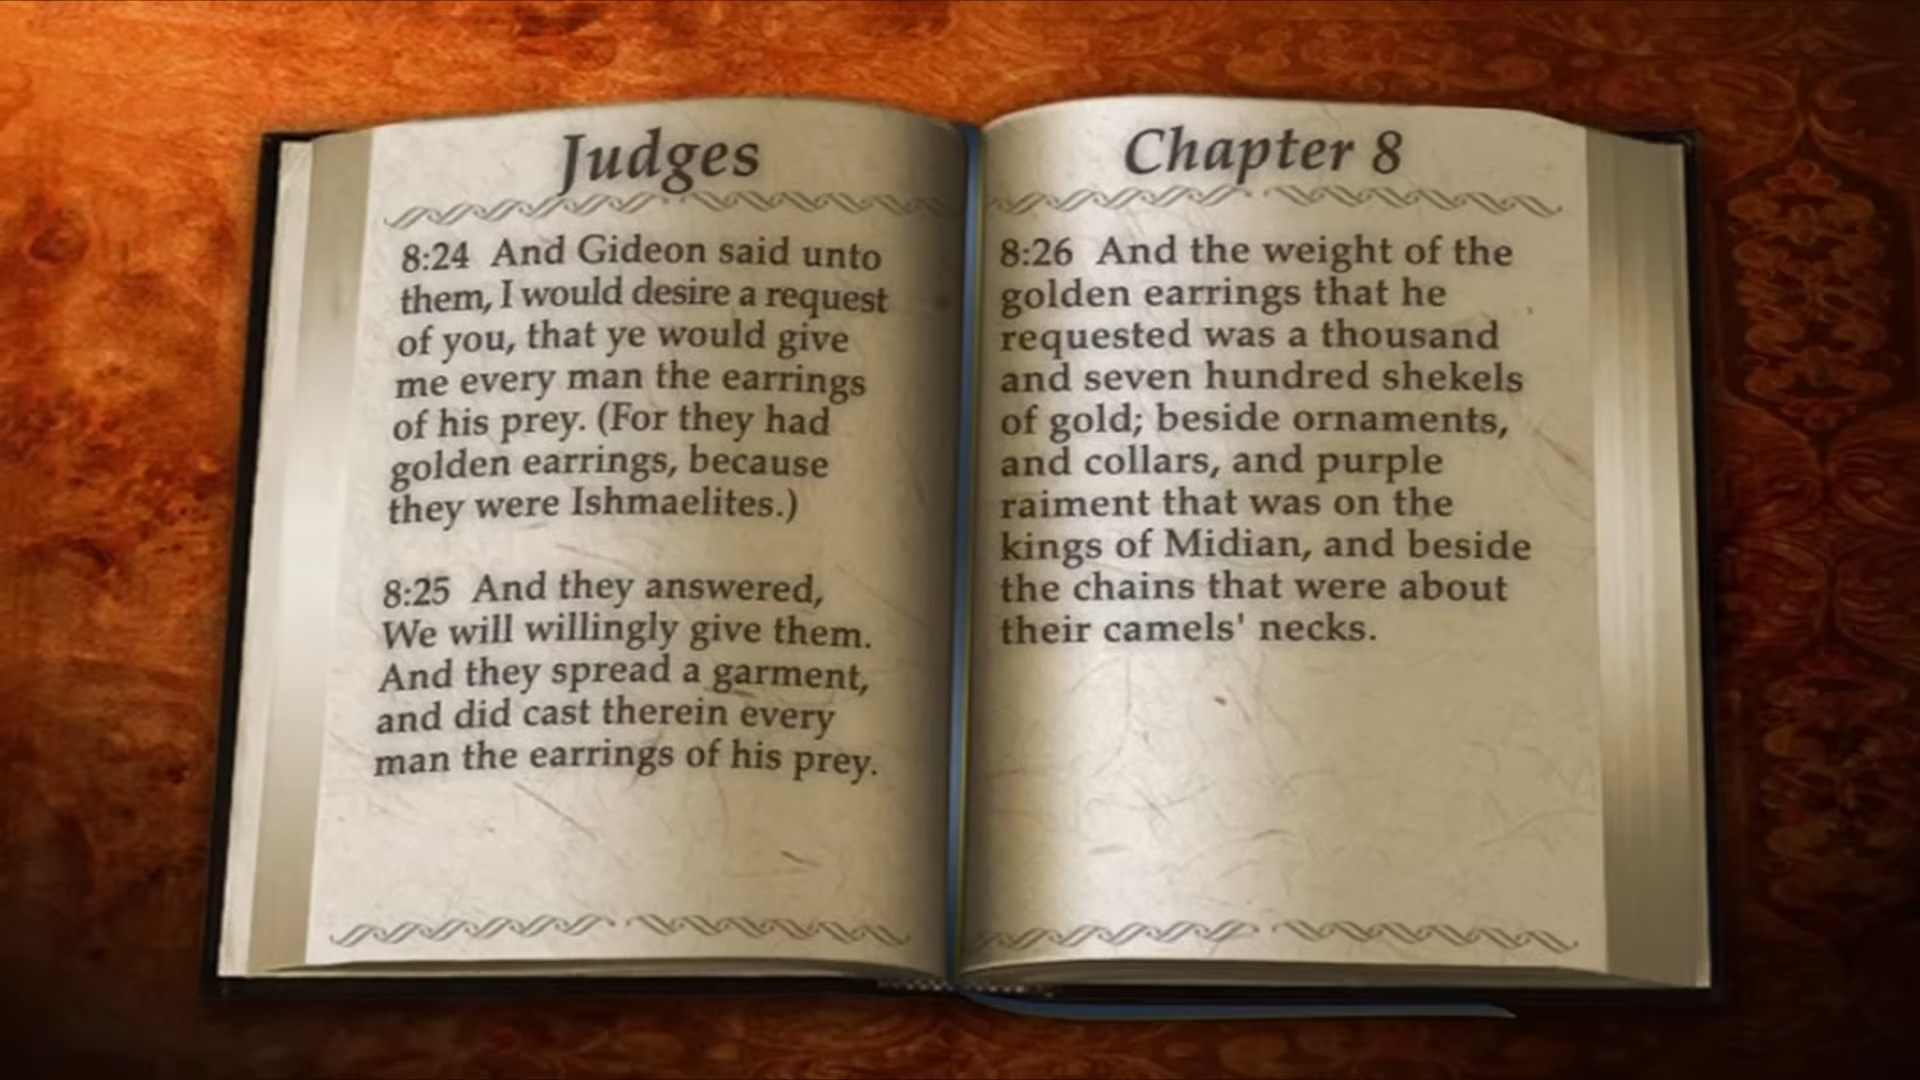 Judges
8:24 And Gideon said unto
them, I would desire a request
of you, that ye would give
me every man the earrings
of his prey. (For they had
golden earrings, because
they were Ishmaelites.)
8:25 And they answered,
We will willingly give them.
And they spread a garment,
and did cast therein every
man the earrings of his prey.
Chapter 8
8:26 And the weight of the
golden earrings that he
requested was a thousand
and seven hundred shekels
of gold; beside ornaments,
and collars, and purple
raiment that was on the
kings of Midian, and beside
the chains that were about
their camels' necks.